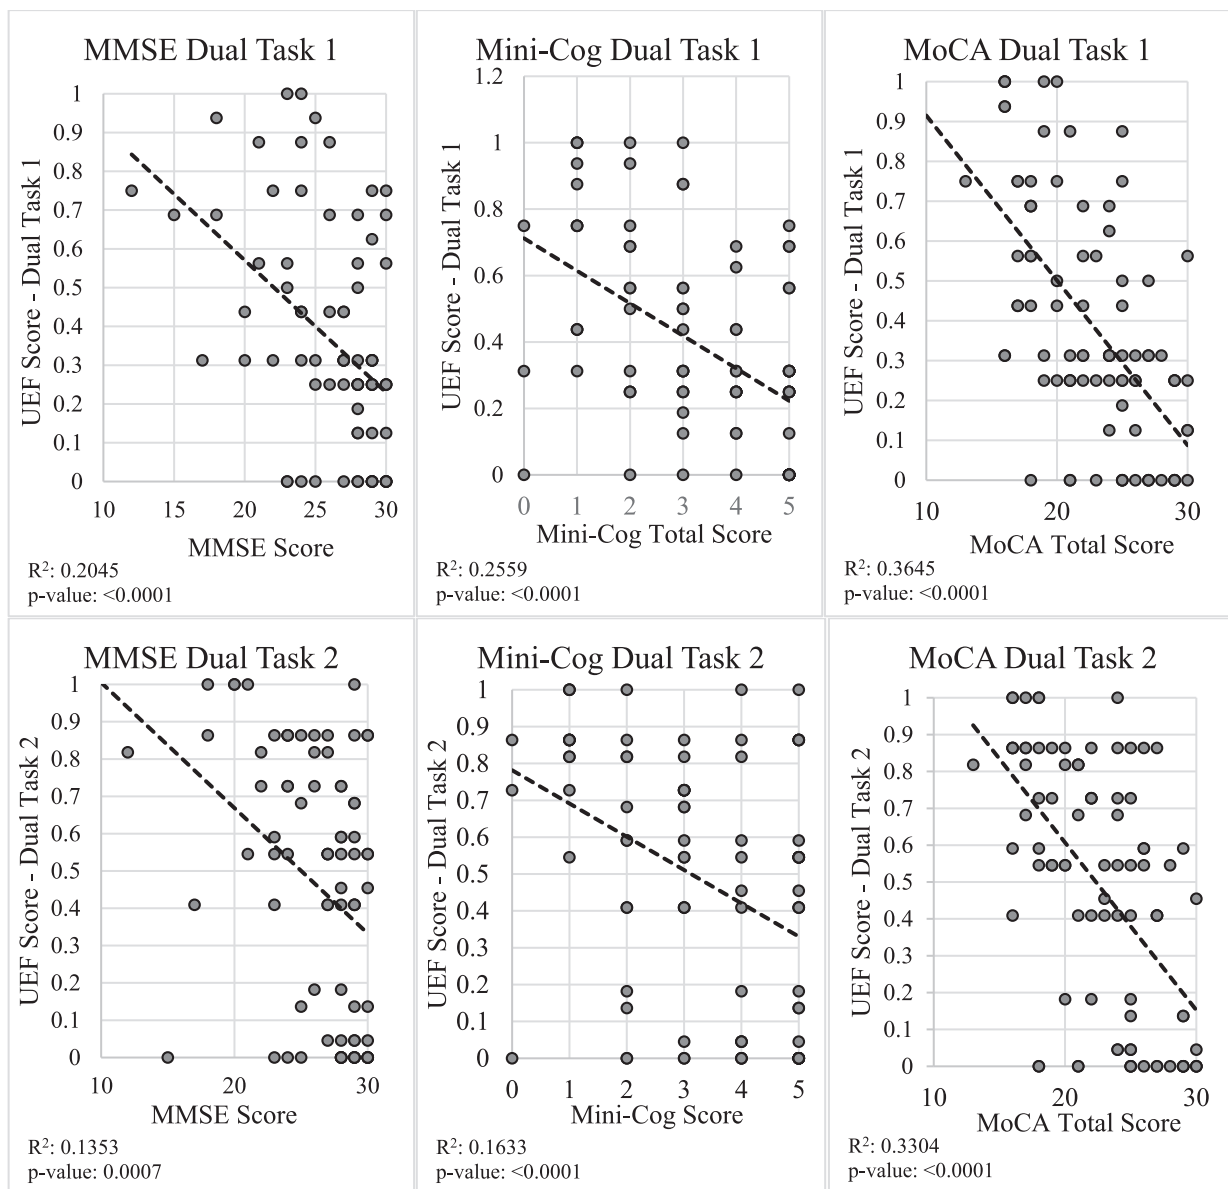 MMSE Dual Task 1
UEF Score - Dual Task 1
1
0.9
0.8
0.7
0.6
0.5
0.4
0.3
0.2
0.1
0
10 15 20 25 30
MMSE Score
R²: 0.2045
p-value: <0.0001
Mini-Cog Dual Task 1
UEF Score - Dual Task 1
1.2
1
0.8
0.6
0.4
0.2
0
0 1 2 3 4 5
Mini-Cog Total Score
R²: 0.2559
p-value: <0.0001
MoCA Dual Task 1
UEF Score - Dual Task 1
1
0.9
0.8
0.7
0.6
0.5
0.4
0.3
0.2
0.1
0
10 20 30
MoCA Total Score
R²: 0.3645
p-value: <0.0001
MMSE Dual Task 2
UEF Score - Dual Task 2
1
0.9
0.8
0.7
0.6
0.5
0.4
0.3
0.2
0.1
0
10 20 30
MMSE Score
R²: 0.1353
p-value: 0.0007
Mini-Cog Dual Task 2
UEF Score - Dual Task 2
1
0.9
0.8
0.7
0.6
0.5
0.4
0.3
0.2
0.1
0
0 1 2 3 4 5
Mini-Cog Score
R²: 0.1633
p-value: <0.0001
MoCA Dual Task 2
UEF Score - Dual Task 2
1
0.9
0.8
0.7
0.6
0.5
0.4
0.3
0.2
0.1
0
10 20 30
MoCA Total Score
R²: 0.3304
p-value: <0.0001